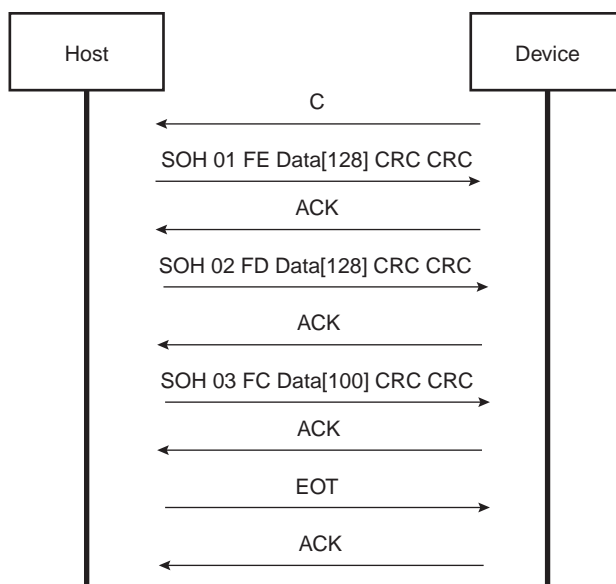 Host
Device
C
SOH 01 FE Data[128] CRC CRC
ACK
SOH 02 FD Data[128] CRC CRC
ACK
SOH 03 FC Data[100] CRC CRC
ACK
EOT
ACK